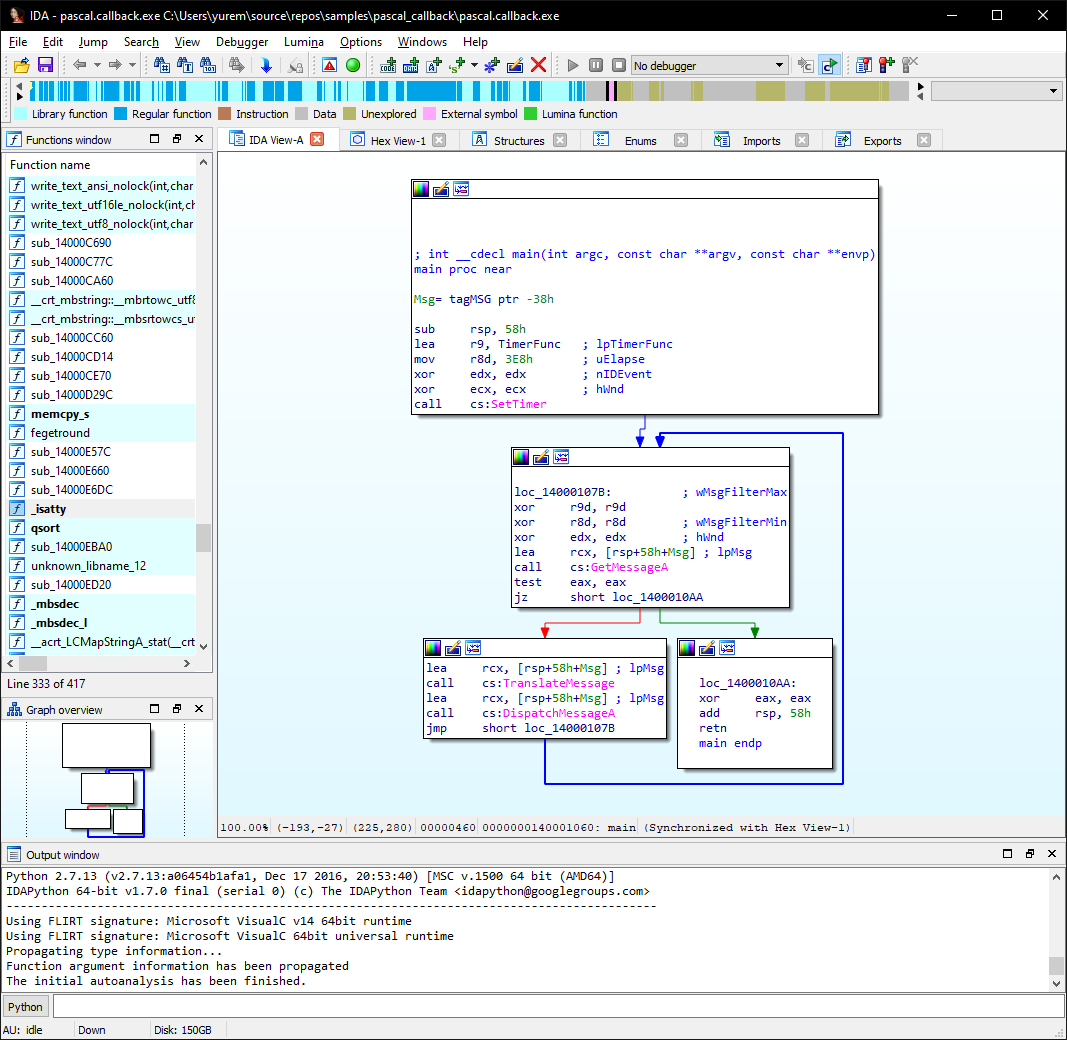 IDA - pascal.callback.exe C:\Users\yurem\source\repos\samples\pascal_callback\pascal.callback.exe
File Edit Jump Search View Debugger Lumina Options Windows Help
No debugger
Library function Regular function Instruction Data Unexplored External symbol Lumina function
Functions window
Function name
write_text_ansi_nolock(int,char
write_text_utf16le_nolock(int,ch
write_text_utf8_nolock(int,char
sub_14000C690
sub_14000C77C
sub_14000CA60
__crt_mbstring::__mbrtowc_utf8
__crt_mbstring::__mbsrtowcs_ut
sub_14000CC60
sub_14000CD14
sub_14000CE70
sub_14000D29C
memcpy_s
fegetround
sub_14000E57C
sub_14000E660
sub_14000E6DC
_isatty
qsort
sub_14000EBA0
unknown_libname_12
sub_14000ED20
_mbsdec
_mbsdec_l
__acrt_LCMapStringA_stat(__crt
Line 333 of 417
Graph overview
IDA View-A Hex View-1 Structures Enums Imports Exports
; int __cdecl main(int argc, const char **argv, const char **envp)
main proc near
Msg= tagMSG ptr -38h
sub rsp, 58h
lea r9, TimerFunc ; lpTimerFunc
mov r8d, 3E8h ; uElapse
xor edx, edx ; nIDEvent
xor ecx, ecx ; hWnd
call cs:SetTimer
loc_14000107B: ; wMsgFilterMax
xor r9d, r9d
xor r8d, r8d ; wMsgFilterMin
xor edx, edx ; hWnd
lea rcx, [rsp+58h+Msg] ; lpMsg
call cs:GetMessageA
test eax, eax
jz short loc_1400010AA
lea rcx, [rsp+58h+Msg] ; lpMsg
call cs:TranslateMessage
lea rcx, [rsp+58h+Msg] ; lpMsg
call cs:DispatchMessageA
jmp short loc_14000107B
loc_1400010AA:
xor eax, eax
add rsp, 58h
retn
main endp
100.00% (-193,-27) (225,280) 00000460 0000000140001060: main (Synchronized with Hex View-1)
Output window
Python 2.7.13 (v2.7.13:a06454b1afa1, Dec 17 2016, 20:53:40) [MSC v.1500 64 bit (AMD64)]
IDAPython 64-bit v1.7.0 final (serial 0) (c) The IDAPython Team <idapython@googlegroups.com>
---------------------------------------------------------------------------------------------
Using FLIRT signature: Microsoft VisualC v14 64bit runtime
Using FLIRT signature: Microsoft VisualC 64bit universal runtime
Propagating type information...
Function argument information has been propagated
The initial autoanalysis has been finished.
Python
AU: idle Down Disk: 150GB